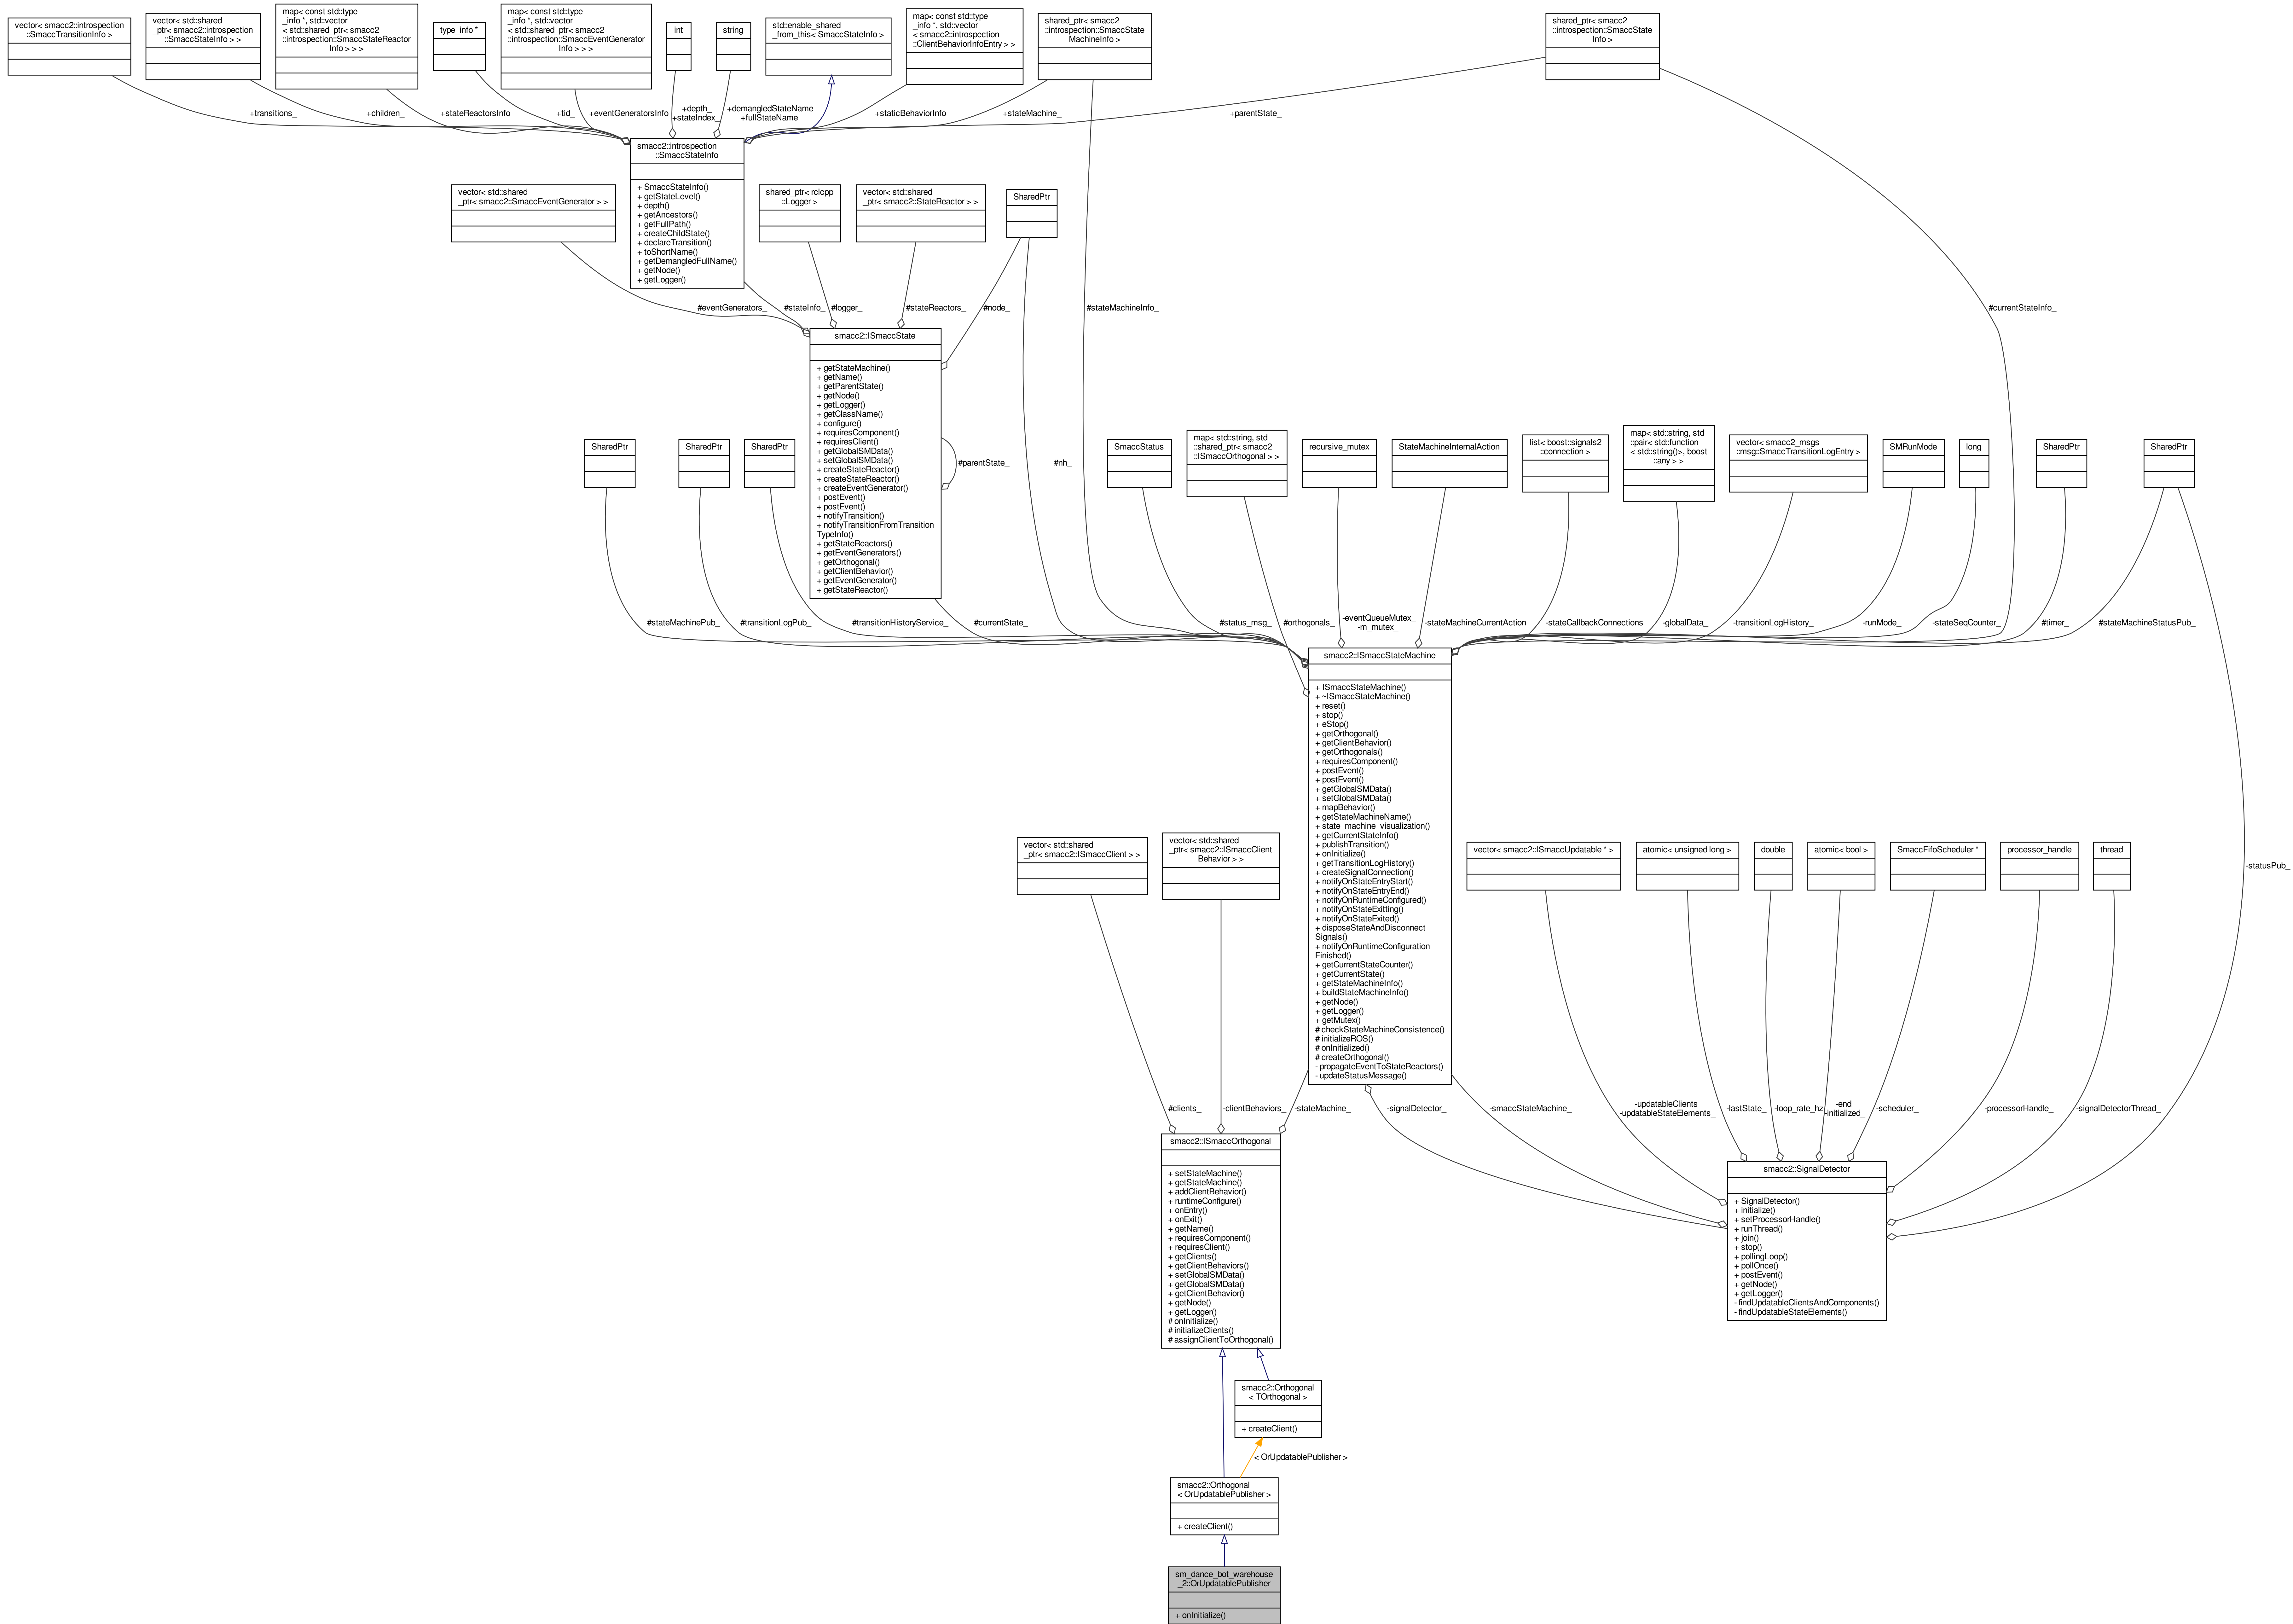 vector< smacc2::introspection
::SmaccTransitionInfo >
vector< std::shared
_ptr< smacc2::introspection
::SmaccStateInfo > >
map< const std::type
_info *, std::vector
< std::shared_ptr< smacc2
::introspection::SmaccStateReactor
Info > > >
type_info *
map< const std::type
_info *, std::vector
< std::shared_ptr< smacc2
::introspection::SmaccEventGenerator
Info > > >
int
string
std::enable_shared
_from_this< SmaccStateInfo >
map< const std::type
_info *, std::vector
< smacc2::introspection
::ClientBehaviorInfoEntry > >
shared_ptr< smacc2
::introspection::SmaccState
MachineInfo >
shared_ptr< smacc2
::introspection::SmaccState
Info >
+transitions_
+children_
+stateReactorsInfo
+tid_
+eventGeneratorsInfo
+depth_
+stateIndex_
+demangledStateName
+fullStateName
+staticBehaviorInfo
+stateMachine_
+parentState_
smacc2::introspection
::SmaccStateInfo
+ SmaccStateInfo()
+ getStateLevel()
+ depth()
+ getAncestors()
+ getFullPath()
+ createChildState()
+ declareTransition()
+ toShortName()
+ getDemangledFullName()
+ getNode()
+ getLogger()
vector< std::shared
_ptr< smacc2::SmaccEventGenerator > >
shared_ptr< rclcpp
::Logger >
vector< std::shared
_ptr< smacc2::StateReactor > >
SharedPtr
#eventGenerators_
#stateInfo_
#logger_
#stateReactors_
#node_
#stateMachineInfo_
#currentStateInfo_
smacc2::ISmaccState
+ getStateMachine()
+ getName()
+ getParentState()
+ getNode()
+ getLogger()
+ getClassName()
+ configure()
+ requiresComponent()
+ requiresClient()
+ getGlobalSMData()
+ setGlobalSMData()
+ createStateReactor()
+ createStateReactor()
+ createEventGenerator()
+ postEvent()
+ postEvent()
+ notifyTransition()
+ notifyTransitionFromTransition
TypeInfo()
+ getStateReactors()
+ getEventGenerators()
+ getOrthogonal()
+ getClientBehavior()
+ getEventGenerator()
+ getStateReactor()
#parentState_
#nh_
SharedPtr
SharedPtr
SharedPtr
SmaccStatus
map< std::string, std
::shared_ptr< smacc2
::ISmaccOrthogonal > >
recursive_mutex
StateMachineInternalAction
list< boost::signals2
::connection >
map< std::string, std
::pair< std::function
< std::string()>, boost
::any > >
vector< smacc2_msgs
::msg::SmaccTransitionLogEntry >
SMRunMode
long
SharedPtr
SharedPtr
#stateMachinePub_
#transitionLogPub_
#transitionHistoryService_
#currentState_
#status_msg_
#orthogonals_
-eventQueueMutex_
-m_mutex_
-stateMachineCurrentAction
-stateCallbackConnections
-globalData_
-transitionLogHistory_
-runMode_
-stateSeqCounter_
#timer_
#stateMachineStatusPub_
smacc2::ISmaccStateMachine
+ ISmaccStateMachine()
+ ~ISmaccStateMachine()
+ reset()
+ stop()
+ eStop()
+ getOrthogonal()
+ getClientBehavior()
+ getOrthogonals()
+ requiresComponent()
+ postEvent()
+ postEvent()
+ getGlobalSMData()
+ setGlobalSMData()
+ mapBehavior()
+ getStateMachineName()
+ state_machine_visualization()
+ getCurrentStateInfo()
+ publishTransition()
+ onInitialize()
+ getTransitionLogHistory()
+ createSignalConnection()
+ notifyOnStateEntryStart()
+ notifyOnStateEntryEnd()
+ notifyOnRuntimeConfigured()
+ notifyOnStateExitting()
+ notifyOnStateExited()
+ disposeStateAndDisconnect
Signals()
+ notifyOnRuntimeConfiguration
Finished()
+ getCurrentStateCounter()
+ getCurrentState()
+ getStateMachineInfo()
+ buildStateMachineInfo()
+ getNode()
+ getLogger()
+ getMutex()
# checkStateMachineConsistence()
# initializeROS()
# onInitialized()
# createOrthogonal()
- propagateEventToStateReactors()
- updateStatusMessage()
vector< std::shared
_ptr< smacc2::ISmaccClient > >
vector< std::shared
_ptr< smacc2::ISmaccClient
Behavior > >
vector< smacc2::ISmaccUpdatable * >
atomic< unsigned long >
double
atomic< bool >
SmaccFifoScheduler *
processor_handle
thread
-statusPub_
#clients_
-clientBehaviors_
-stateMachine_
-signalDetector_
-smaccStateMachine_
-updatableClients_
-updatableStateElements_
-lastState_
-loop_rate_hz
-end_
-initialized_
-scheduler_
-processorHandle_
-signalDetectorThread_
smacc2::ISmaccOrthogonal
+ setStateMachine()
+ getStateMachine()
+ addClientBehavior()
+ runtimeConfigure()
+ onEntry()
+ onExit()
+ getName()
+ requiresComponent()
+ requiresClient()
+ getClients()
+ getClientBehaviors()
+ setGlobalSMData()
+ getGlobalSMData()
+ getClientBehavior()
+ getNode()
+ getLogger()
# onInitialize()
# initializeClients()
# assignClientToOrthogonal()
smacc2::SignalDetector
+ SignalDetector()
+ initialize()
+ setProcessorHandle()
+ runThread()
+ join()
+ stop()
+ pollingLoop()
+ pollOnce()
+ postEvent()
+ getNode()
+ getLogger()
- findUpdatableClientsAndComponents()
- findUpdatableStateElements()
smacc2::Orthogonal
< TOrthogonal >
+ createClient()
< OrUpdatablePublisher >
smacc2::Orthogonal
< OrUpdatablePublisher >
+ createClient()
sm_dance_bot_warehouse
_2::OrUpdatablePublisher
+ onInitialize()